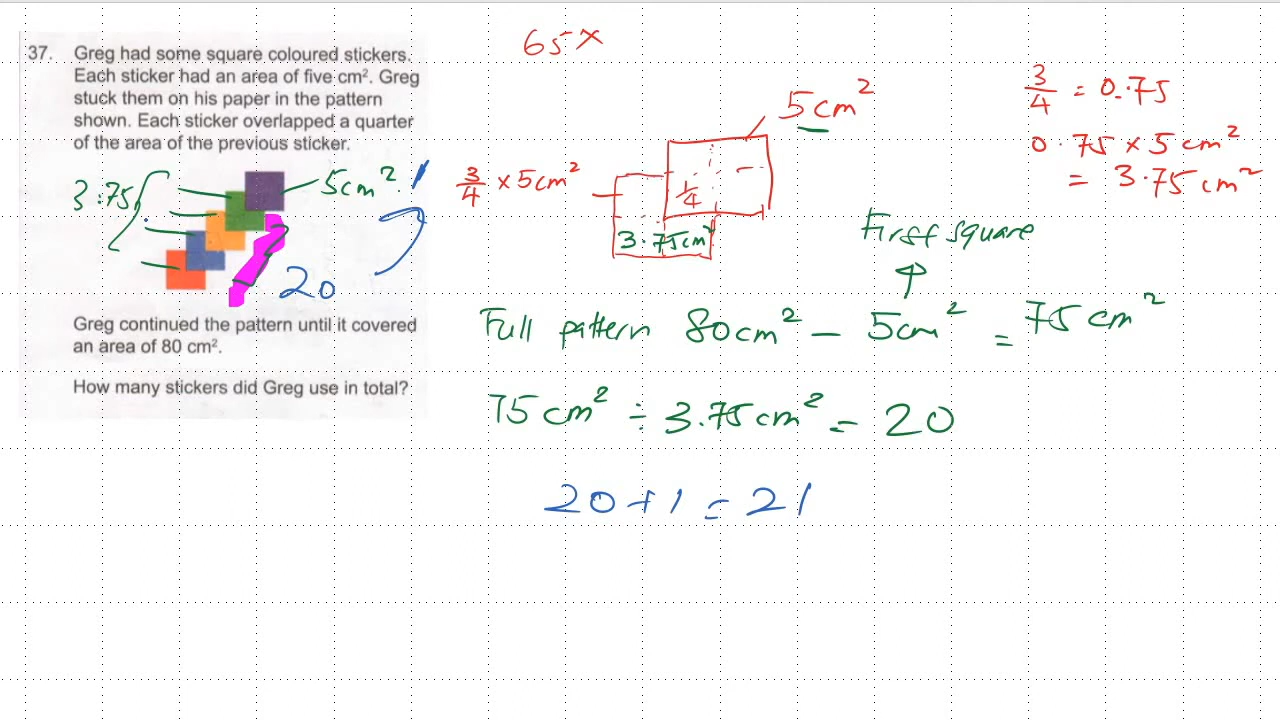 37. Greg had some square coloured stickers.
Each sticker had an area of five cm². Greg
stuck them on his paper in the pattern
shown. Each sticker overlapped a quarter
of the area of the previous sticker.
3.75
5cm²
1
20
Greg continued the pattern until it covered
an area of 80 cm².
How many stickers did Greg use in total?
65 ×
5cm²
3/4 × 5cm²
1/4
3.75cm²
3/4 = 0.75
0.75 × 5cm²
= 3.75cm²
First square
Full pattern 80cm² – 5cm² = 75cm²
75cm² ÷ 3.75cm² = 20
20 + 1 = 21